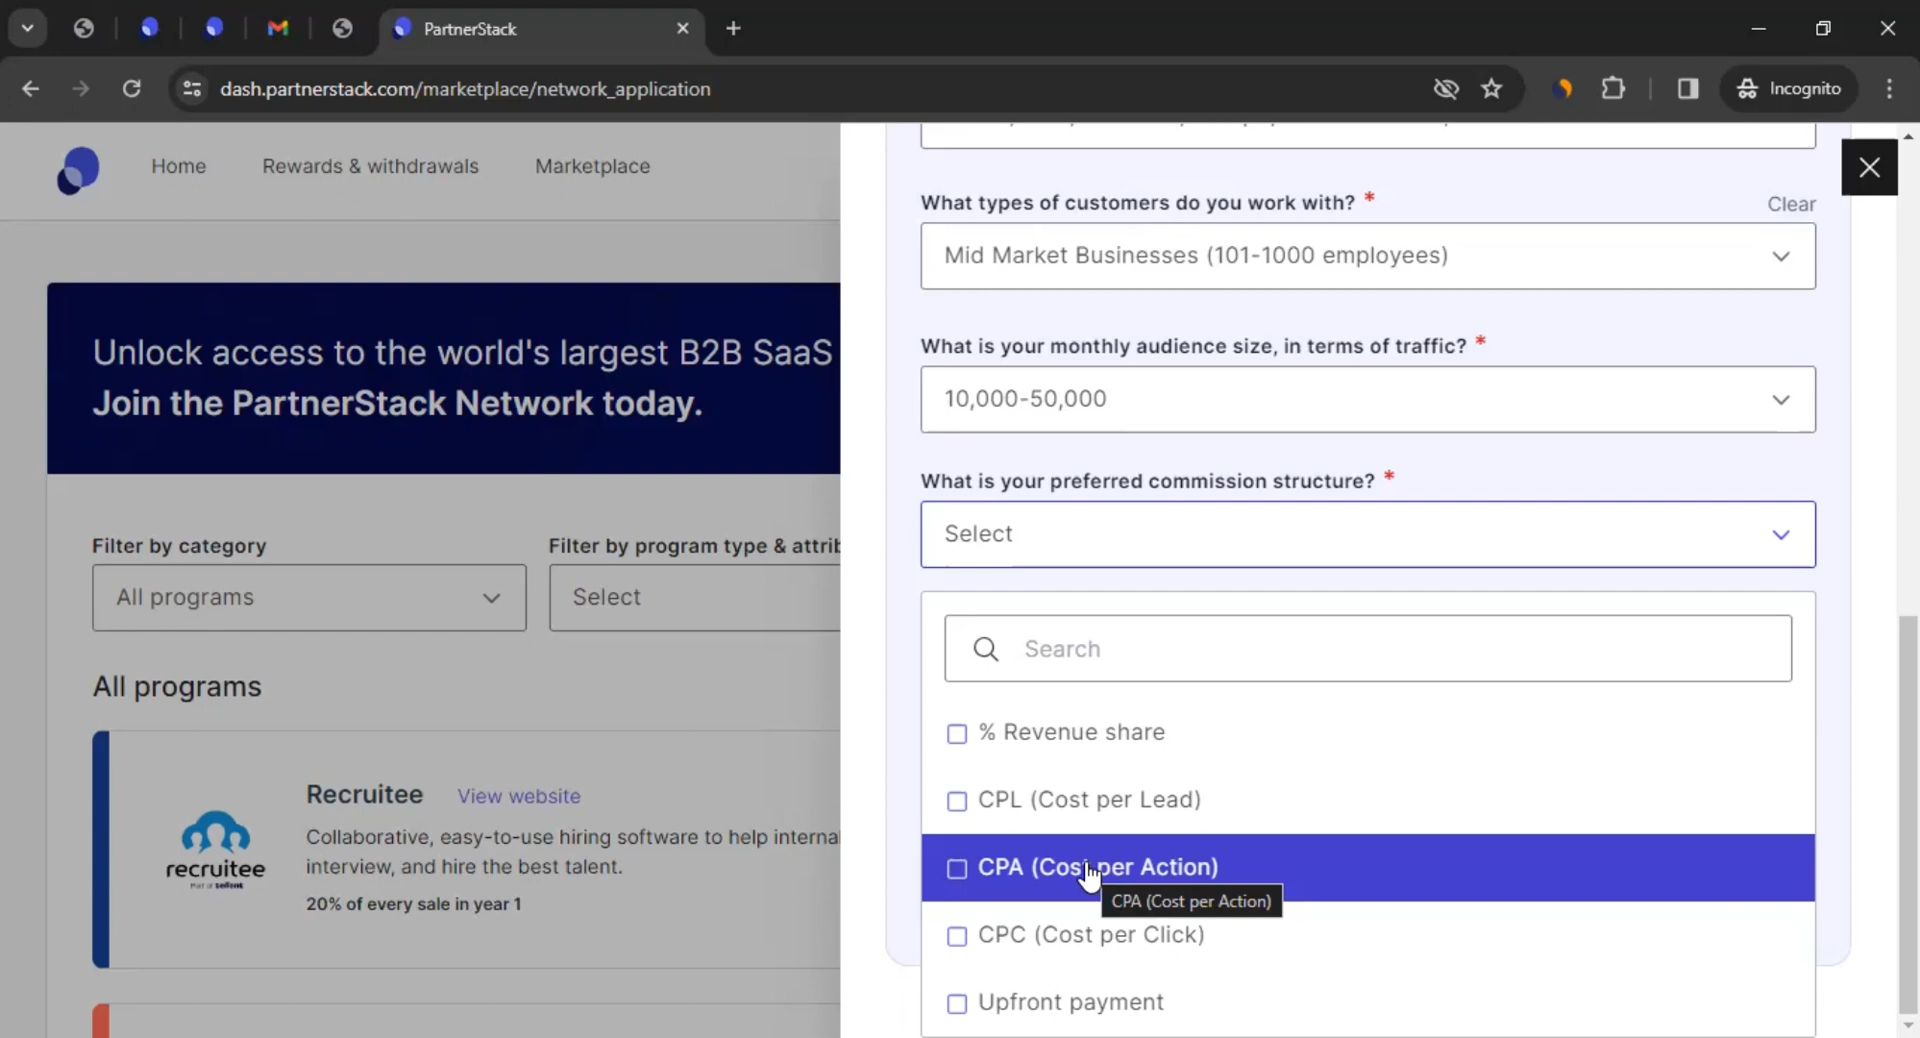 PartnerStack
dash.partnerstack.com/marketplace/network_application
Incognito
Home
Rewards & withdrawals
Marketplace
Unlock access to the world's largest B2B SaaS
Join the PartnerStack Network today.
Filter by category
Filter by program type & attrib
All programs
Select
All programs
recruitee
Recruitee
View website
Collaborative, easy-to-use hiring software to help interna
interview, and hire the best talent.
20% of every sale in year 1
What types of customers do you work with? *
Clear
Mid Market Businesses (101-1000 employees)
What is your monthly audience size, in terms of traffic? *
10,000-50,000
What is your preferred commission structure? *
Select
Search
% Revenue share
CPL (Cost per Lead)
CPA (Cost per Action)
CPA (Cost per Action)
CPC (Cost per Click)
Upfront payment